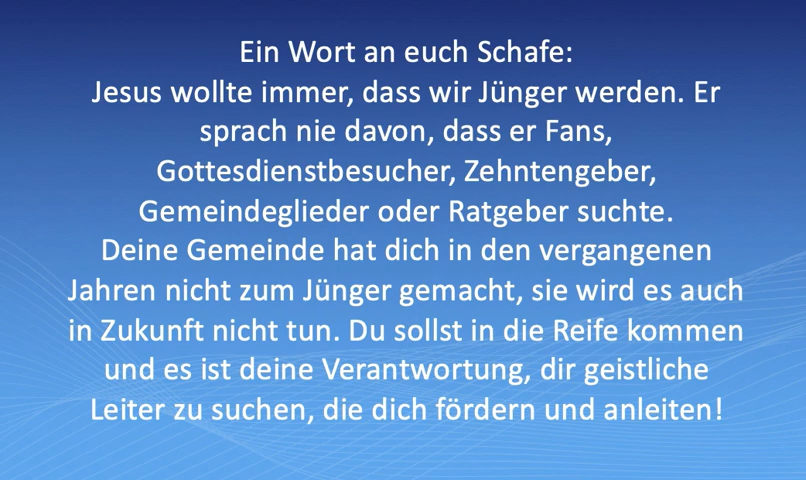 Ein Wort an euch Schafe:
Jesus wollte immer, dass wir Jünger werden. Er
sprach nie davon, dass er Fans,
Gottesdienstbesucher, Zehntengeber,
Gemeindeglieder oder Ratgeber suchte.
Deine Gemeinde hat dich in den vergangenen
Jahren nicht zum Jünger gemacht, sie wird es auch
in Zukunft nicht tun. Du sollst in die Reife kommen
und es ist deine Verantwortung, dir geistliche
Leiter zu suchen, die dich fördern und anleiten!